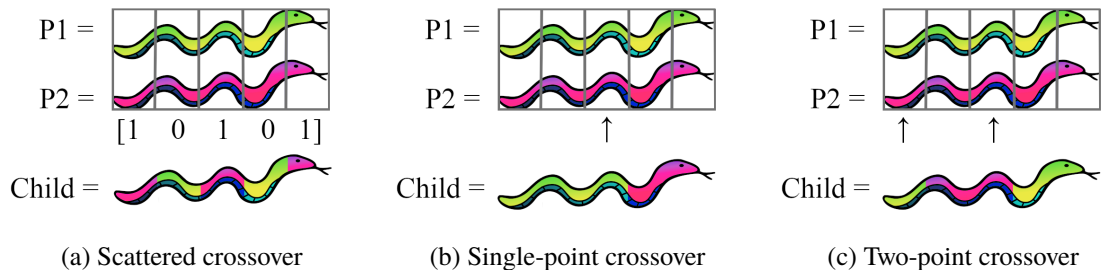 P1 =
P2 =
[1 0 1 0 1]
Child =
(a) Scattered crossover
P1 =
P2 =
↑
Child =
(b) Single-point crossover
P1 =
P2 =
↑ ↑
Child =
(c) Two-point crossover